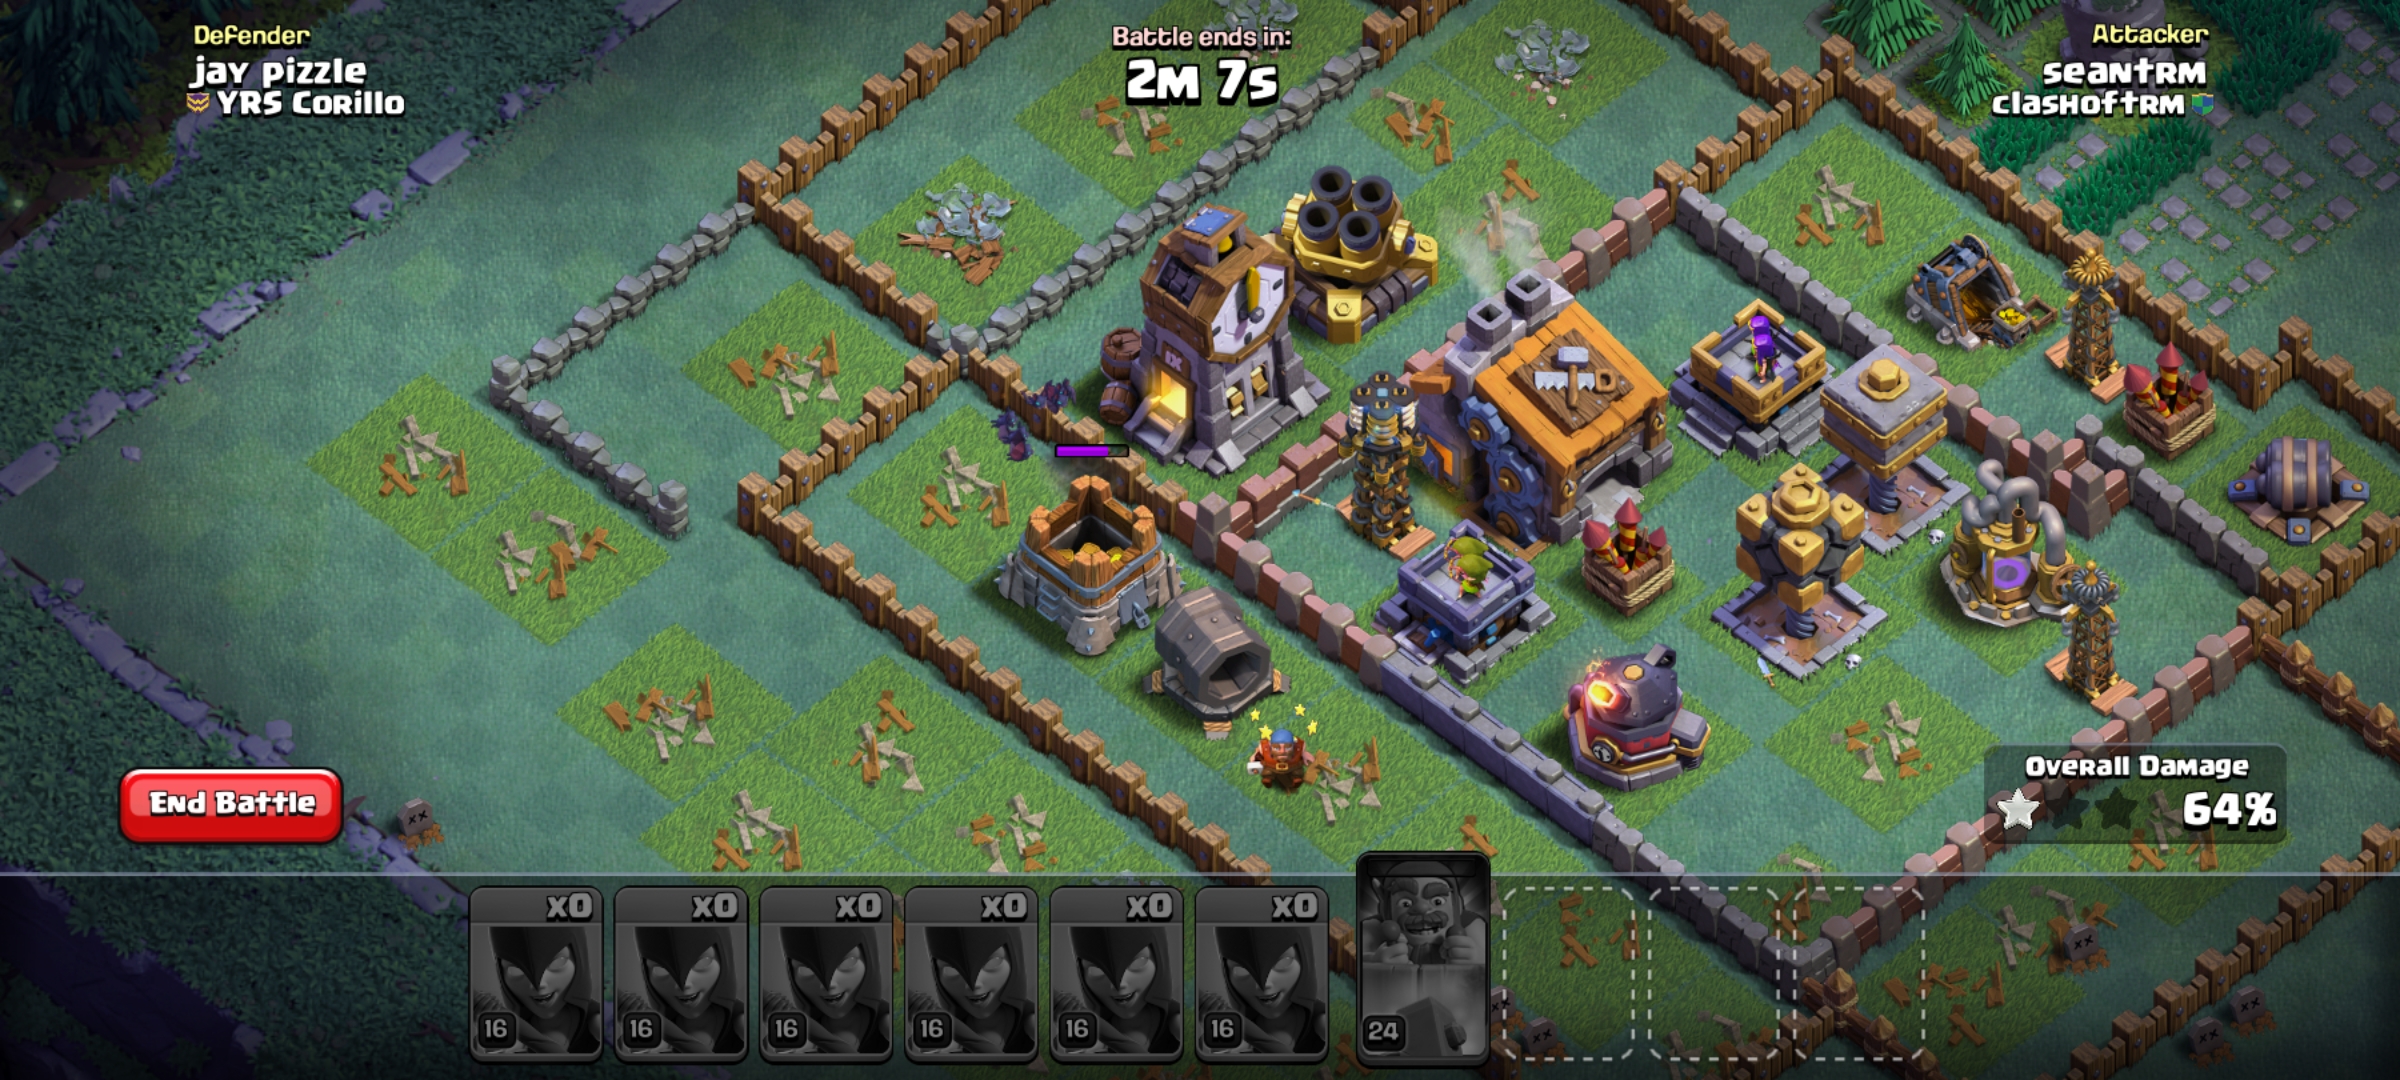 Defender
jay pizzle
YRS Corillo
Battle ends in:
2M 7s
Attacker
seantRM
clashoftRM
IX
End Battle
Overall Damage
64%
x0
x0
x0
x0
x0
x0
16
16
16
16
16
16
24